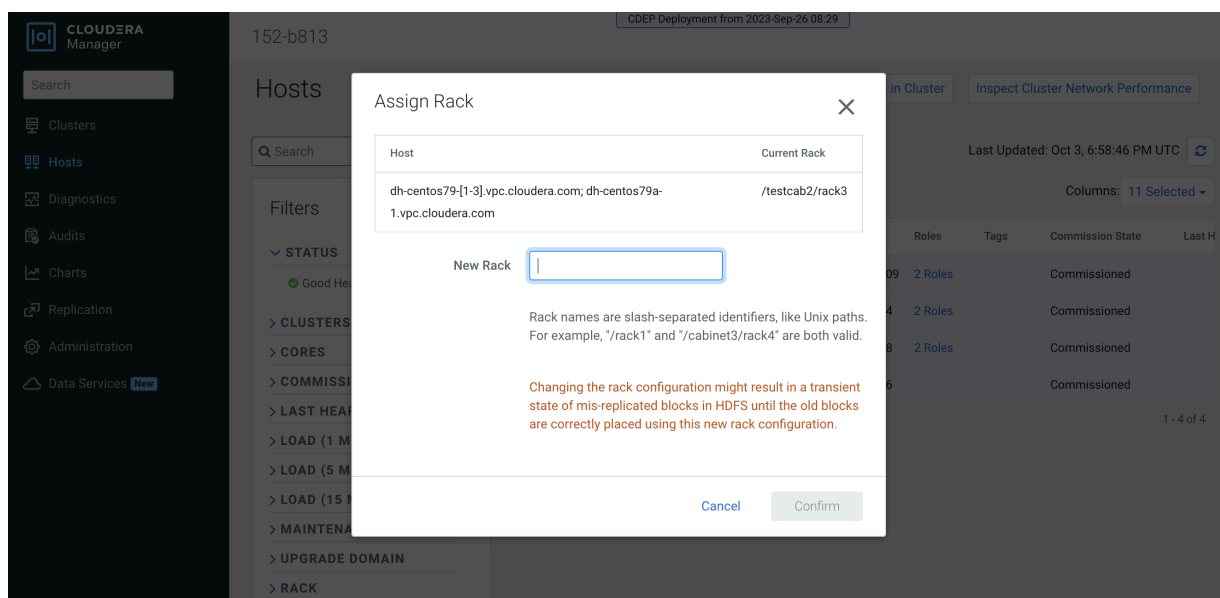 CLOUDERA
Manager
Search
Clusters
Hosts
Diagnostics
Audits
Charts
Replication
Administration
Data Services New
CDEP Deployment from 2023-Sep-26 08:29
152-b813
Hosts
in Cluster
Inspect Cluster Network Performance
Search
Last Updated: Oct 3, 6:58:46 PM UTC
Columns: 11 Selected
Filters
STATUS
Good Hea
CLUSTERS
CORES
COMMISSI
LAST HEAR
LOAD (1 M
LOAD (5 M
LOAD (15 M
MAINTENA
UPGRADE DOMAIN
RACK
Roles Tags Commission State Last H
09 2 Roles Commissioned
4 2 Roles Commissioned
8 2 Roles Commissioned
6 Commissioned
1 - 4 of 4
Assign Rack
Host Current Rack
dh-centos79-[1-3].vpc.cloudera.com; dh-centos79a- /testcab2/rack3
1.vpc.cloudera.com
New Rack
Rack names are slash-separated identifiers, like Unix paths.
For example, "/rack1" and "/cabinet3/rack4" are both valid.
Changing the rack configuration might result in a transient
state of mis-replicated blocks in HDFS until the old blocks
are correctly placed using this new rack configuration.
Cancel Confirm